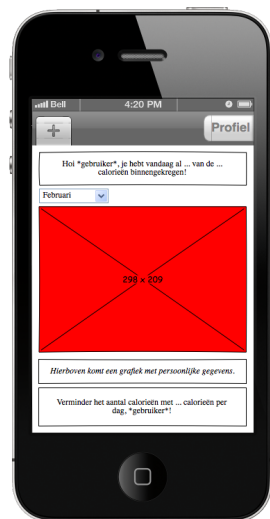 Bell 4:20 PM
+ Profiel
Hoi *gebruiker*, je hebt vandaag al ... van de ...
calorieën binnengekregen!
Februari
298 x 209
Hierboven komt een grafiek met persoonlijke gegevens.
Verminder het aantal calorieën met ... calorieën per
dag, *gebruiker*!